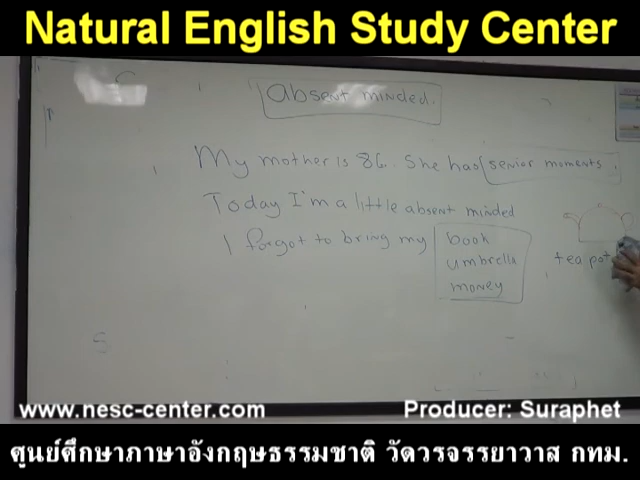 Natural English Study Center
absent minded.
My mother is 86. She has senior moments.
Today I'm a little absent minded
I forgot to bring my book
umbrella
money
tea pot
S
www.nesc-center.com Producer: Suraphet
ศูนย์ศึกษาภาษาอังกฤษธรรมชาติ วัดวรจรรยาวาส กทม.